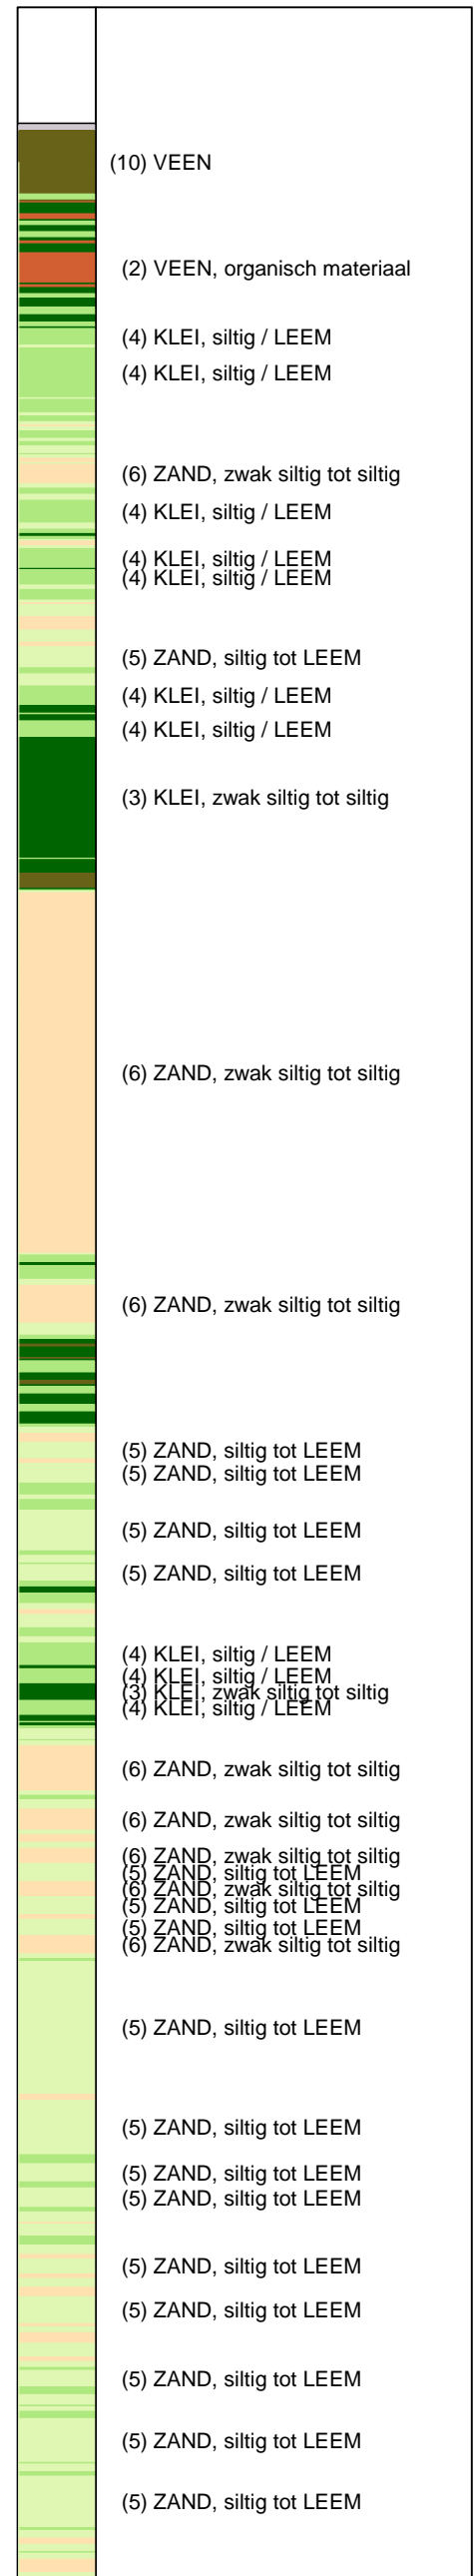 (10) VEEN
(2) VEEN, organisch materiaal
(4) KLEI, siltig / LEEM
(4) KLEI, siltig / LEEM
(6) ZAND, zwak siltig tot siltig
(4) KLEI, siltig / LEEM
(4) KLEI, siltig / LEEM
(4) KLEI, siltig / LEEM
(5) ZAND, siltig tot LEEM
(4) KLEI, siltig / LEEM
(4) KLEI, siltig / LEEM
(3) KLEI, zwak siltig tot siltig
(6) ZAND, zwak siltig tot siltig
(6) ZAND, zwak siltig tot siltig
(5) ZAND, siltig tot LEEM
(5) ZAND, siltig tot LEEM
(5) ZAND, siltig tot LEEM
(5) ZAND, siltig tot LEEM
(4) KLEI, siltig / LEEM
(4) KLEI, siltig / LEEM
(3) KLEI, zwak siltig tot siltig
(4) KLEI, siltig / LEEM
(6) ZAND, zwak siltig tot siltig
(6) ZAND, zwak siltig tot siltig
(6) ZAND, zwak siltig tot siltig
(5) ZAND, siltig tot LEEM
(6) ZAND, zwak siltig tot siltig
(5) ZAND, siltig tot LEEM
(5) ZAND, siltig tot LEEM
(6) ZAND, zwak siltig tot siltig
(5) ZAND, siltig tot LEEM
(5) ZAND, siltig tot LEEM
(5) ZAND, siltig tot LEEM
(5) ZAND, siltig tot LEEM
(5) ZAND, siltig tot LEEM
(5) ZAND, siltig tot LEEM
(5) ZAND, siltig tot LEEM
(5) ZAND, siltig tot LEEM
(5) ZAND, siltig tot LEEM